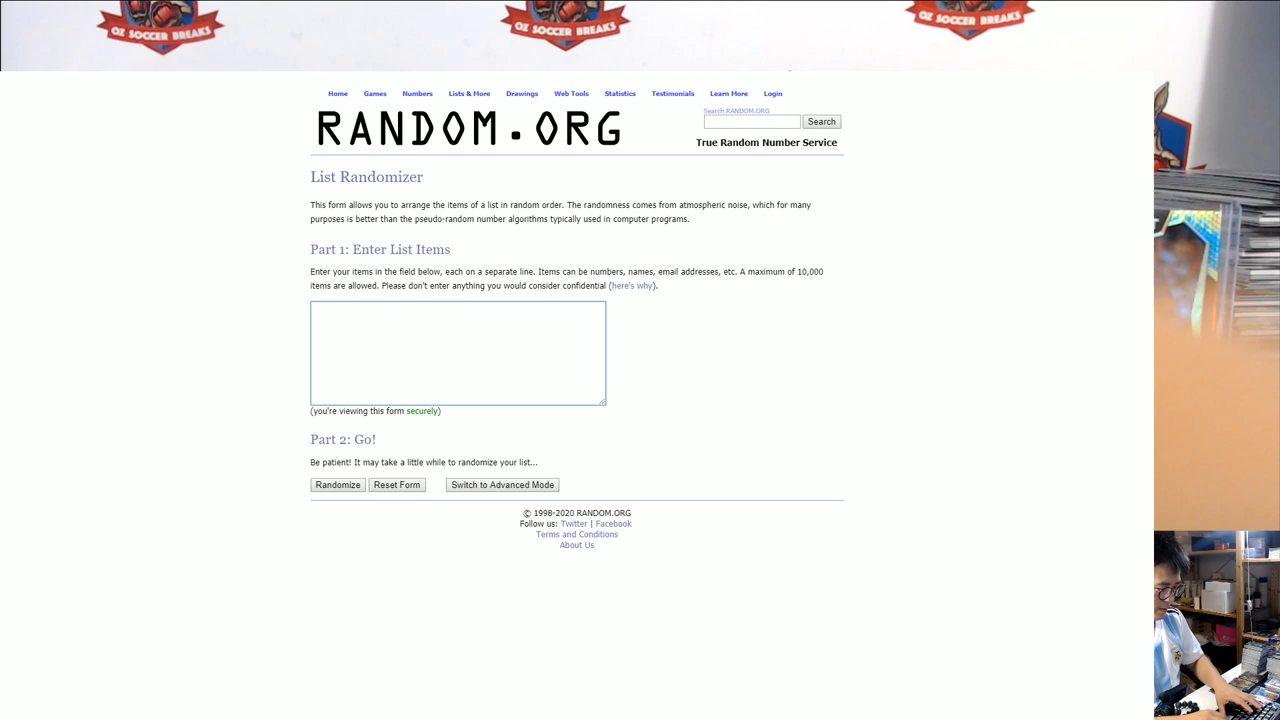 OZ SOCCER BREAKS
OZ SOCCER BREAKS
OZ SOCCER BREAKS
Home Games Numbers Lists & More Drawings Web Tools Statistics Testimonials Learn More Login
Search RANDOM.ORG
RANDOM.ORG
Search
True Random Number Service
List Randomizer
This form allows you to arrange the items of a list in random order. The randomness comes from atmospheric noise, which for many
purposes is better than the pseudo-random number algorithms typically used in computer programs.
Part 1: Enter List Items
Enter your items in the field below, each on a separate line. Items can be numbers, names, email addresses, etc. A maximum of 10,000
items are allowed. Please don't enter anything you would consider confidential (here's why).
(you're viewing this form securely)
Part 2: Go!
Be patient! It may take a little while to randomize your list...
Randomize Reset Form Switch to Advanced Mode
© 1998-2020 RANDOM.ORG
Follow us: Twitter | Facebook
Terms and Conditions
About Us